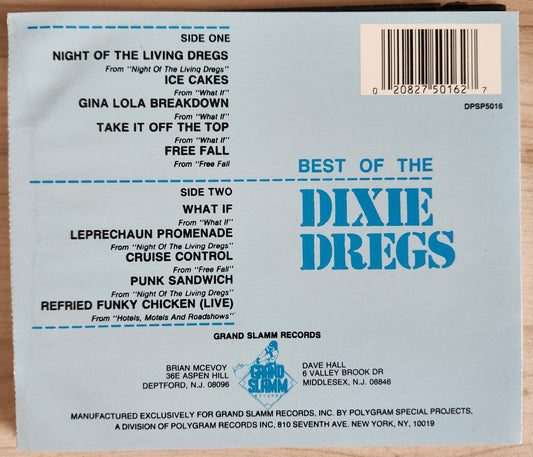 SIDE ONE
NIGHT OF THE LIVING DREGS
From "Night Of The Living Dregs"
ICE CAKES
From "What If"
GINA LOLA BREAKDOWN
From "What If"
TAKE IT OFF THE TOP
From "What If"
FREE FALL
From "Free Fall
SIDE TWO
WHAT IF
From "What If"
LEPRECHAUN PROMENADE
From "Night Of The Living Dregs"
CRUISE CONTROL
From "Free Fall"
PUNK SANDWICH
From "Night Of The Living Dregs"
REFRIED FUNKY CHICKEN (LIVE)
From "Hotels, Motels And Roadshows"
0 20827 50162 7
DPSP5016
BEST OF THE
DIXIE
DREGS
GRAND SLAMM RECORDS
BRIAN MCEVOY
36E ASPEN HILL
DEPTFORD, N.J. 08096
GRAND
SLAMM
RECORDS
DAVE HALL
6 VALLEY BROOK DR
MIDDLESEX, N.J. 08846
MANUFACTURED EXCLUSIVELY FOR GRAND SLAMM RECORDS, INC. BY POLYGRAM SPECIAL PROJECTS,
A DIVISION OF POLYGRAM RECORDS INC, 810 SEVENTH AVE. NEW YORK, NY, 10019